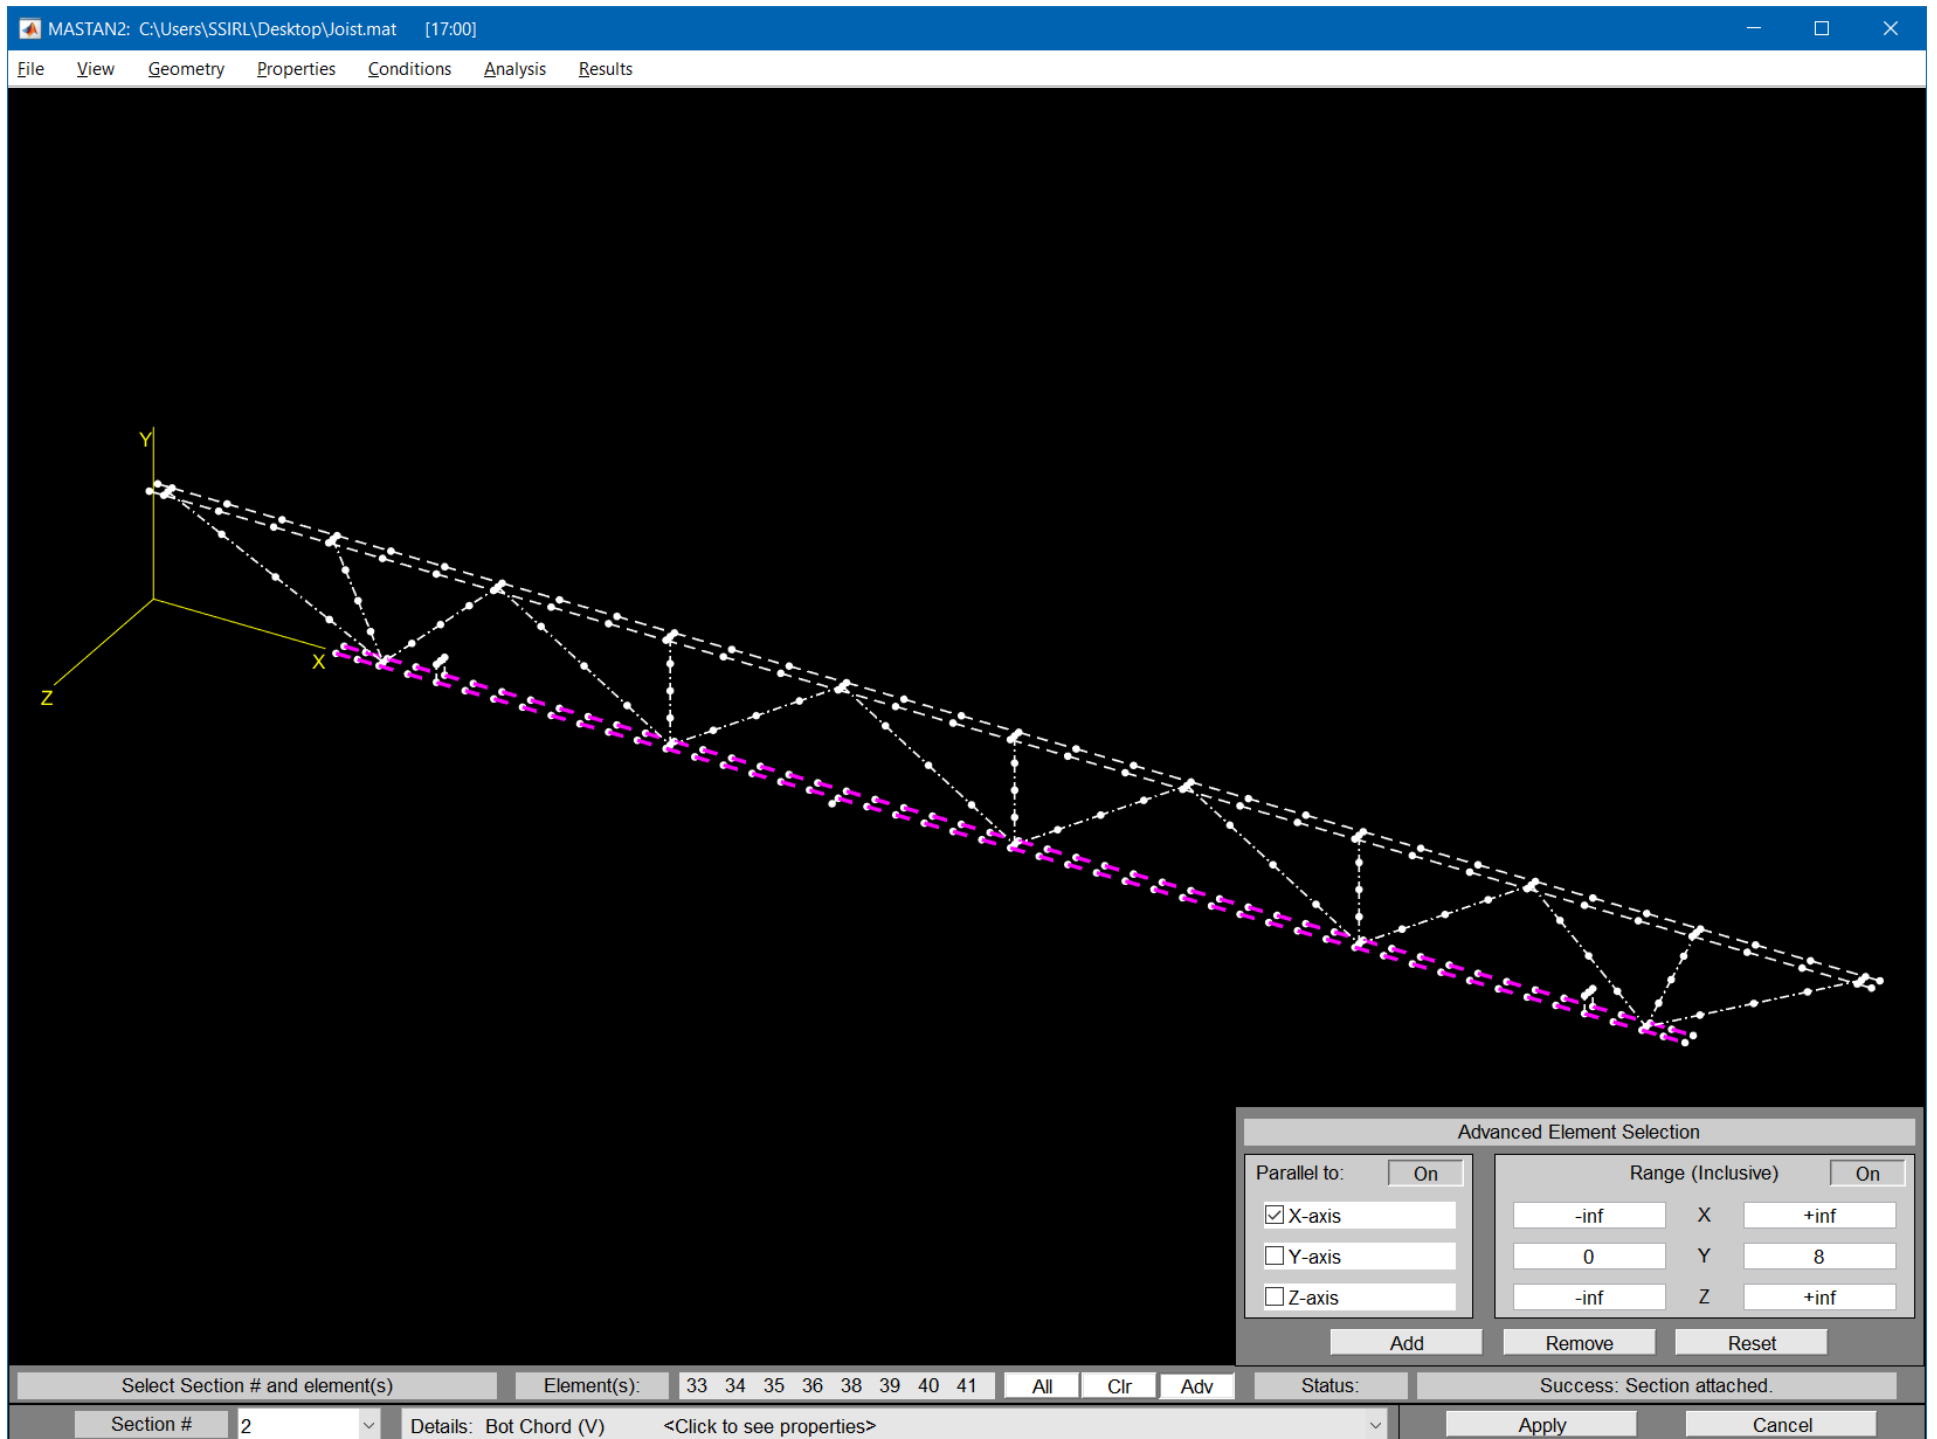 MASTAN2: C:\Users\SSIRL\Desktop\Joist.mat [17:00]
File View Geometry Properties Conditions Analysis Results
Y
X
Z
Advanced Element Selection
Parallel to: On Range (Inclusive) On
X-axis -inf X +inf
Y-axis 0 Y 8
Z-axis -inf Z +inf
Add Remove Reset
Select Section # and element(s) Element(s): 33 34 35 36 38 39 40 41 All Clr Adv Status: Success: Section attached.
Section # 2 Details: Bot Chord (V) <Click to see properties> Apply Cancel